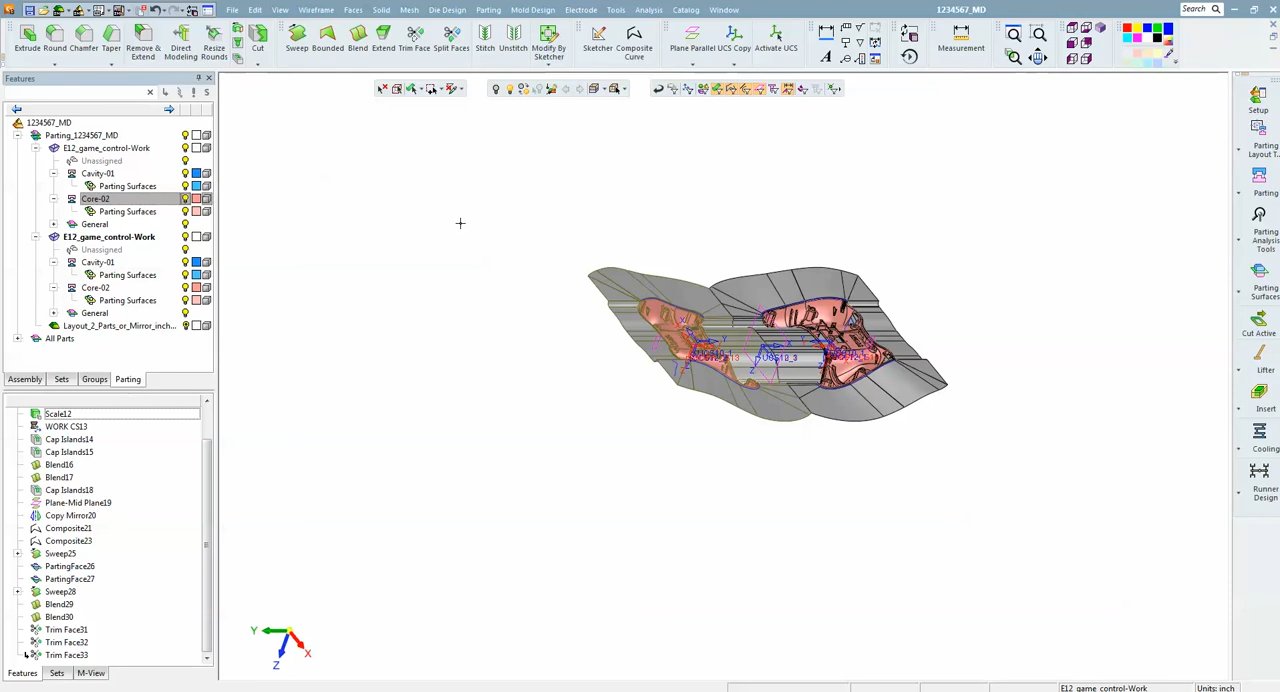 File Edit View Wireframe Faces Solid Mesh Die Design Parting Mold Design Electrode Tools Analysis Catalog Window 1234567_MD Search
Extrude Round Chamfer Taper Remove & Extend Direct Modeling Resize Rounds Cut Sweep Bounded Blend Extend Trim Face Split Faces Stitch Unstitch Modify By Sketcher Sketcher Composite Curve Plane Parallel UCS Copy Activate UCS Measurement
Features
1234567_MD
Parting_1234567_MD
E12_game_control-Work
Unassigned
Cavity-01
Parting Surfaces
Core-02
Parting Surfaces
General
E12_game_control-Work
Unassigned
Cavity-01
Parting Surfaces
Core-02
Parting Surfaces
General
Layout_2_Parts_or_Mirror_inch...
All Parts
Assembly Sets Groups Parting
Scale12
WORK CS13
Cap Islands14
Cap Islands15
Blend16
Blend17
Cap Islands18
Plane-Mid Plane19
Copy Mirror20
Composite21
Composite23
Sweep25
PartingFace26
PartingFace27
Sweep28
Blend29
Blend30
Trim Face31
Trim Face32
Trim Face33
Features Sets M-View
Y
X
Z
Setup
Parting Layout T...
Parting
Parting Analysis Tools
Parting Surfaces
Cut Active
Lifter
Insert
Cooling
Runner Design
E12_game_control-Work Units: inch